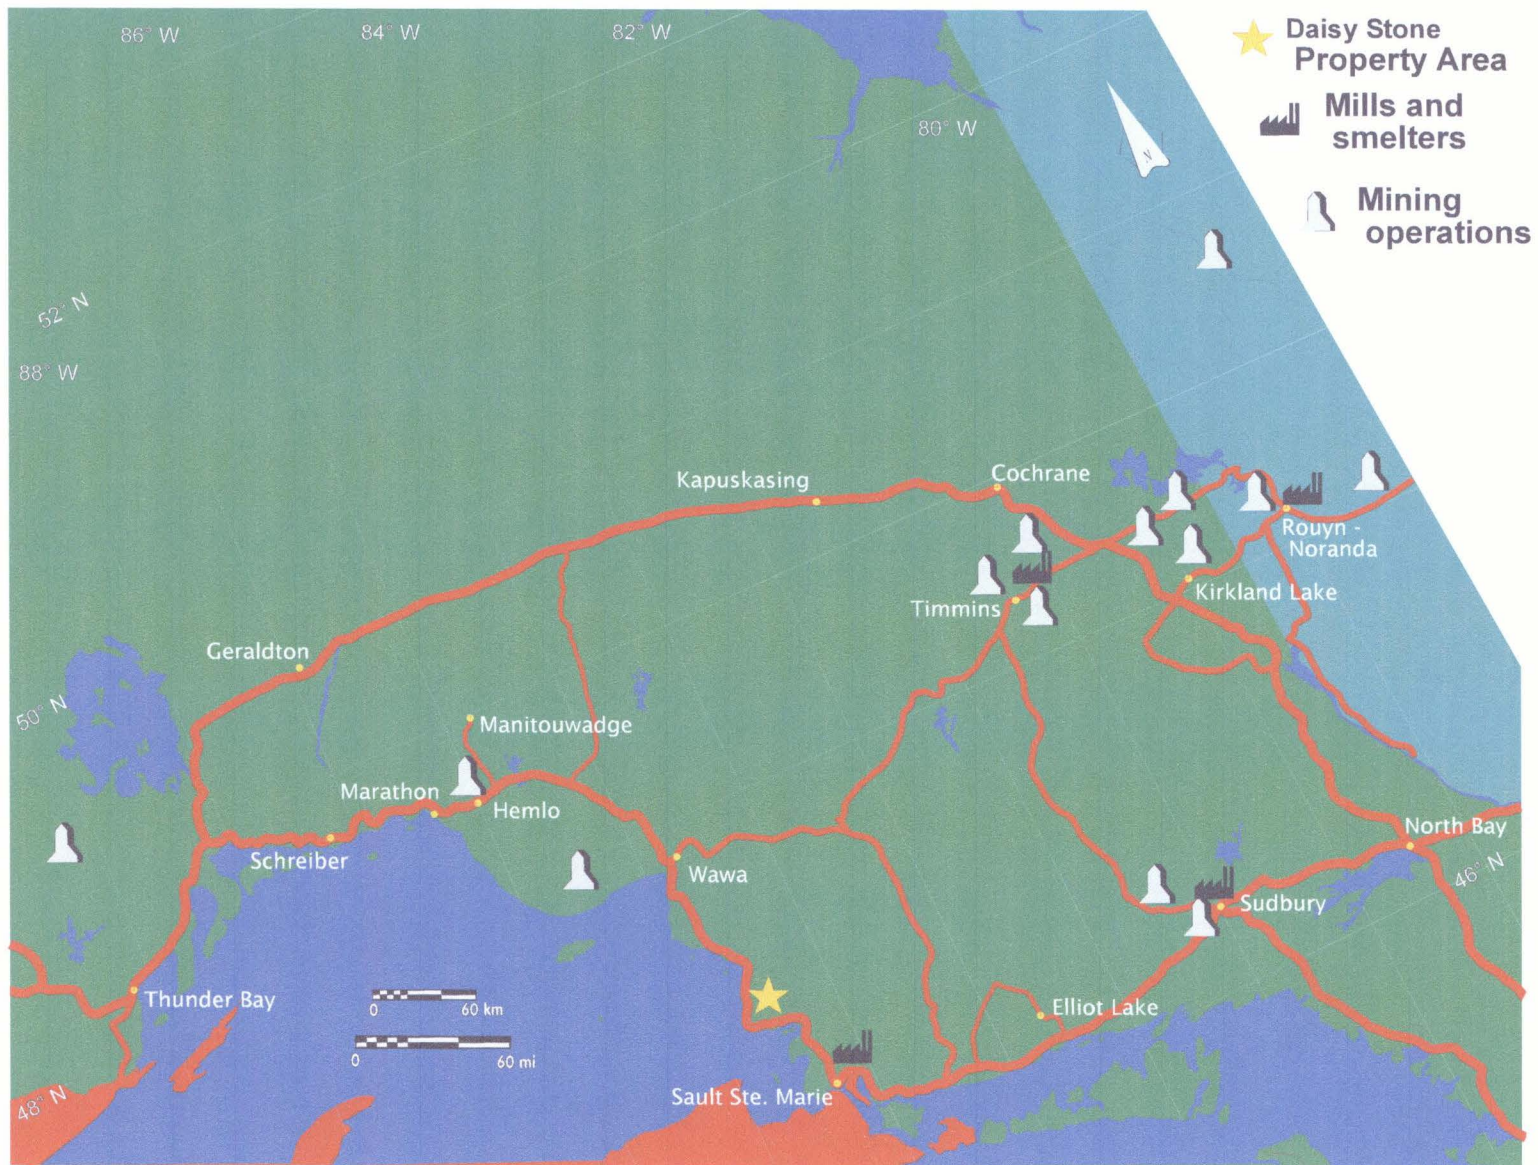 86° W
84° W
82° W
Daisy Stone
Property Area
Mills and
smelters
80° W
N
Mining
operations
52° N
88° W
Kapuskasing
Cochrane
Rouyn -
Noranda
Kirkland Lake
Timmins
Geraldton
50° N
Manitouwadge
Marathon
Hemlo
Schreiber
Wawa
North Bay
46° N
Sudbury
Thunder Bay
0 60 km
Elliot Lake
0 60 mi
48° N
Sault Ste. Marie